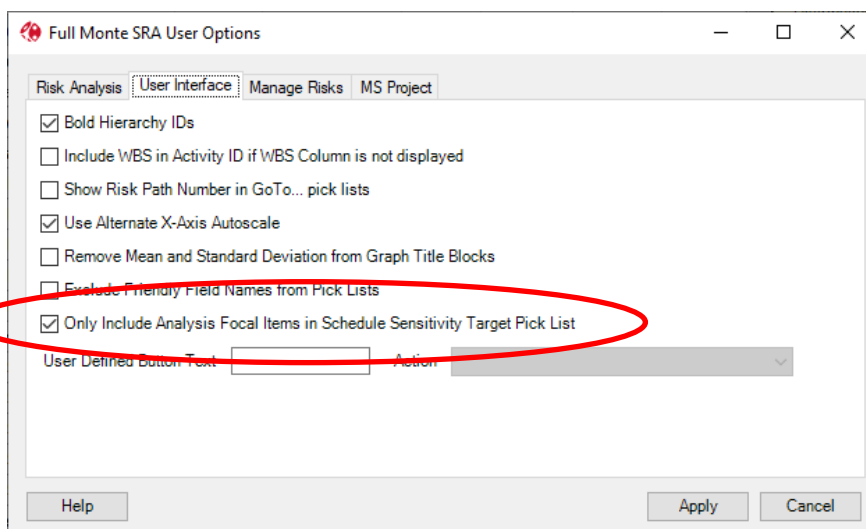 Full Monte SRA User Options
Risk Analysis User Interface Manage Risks MS Project
Bold Hierarchy IDs
Include WBS in Activity ID if WBS Column is not displayed
Show Risk Path Number in GoTo... pick lists
Use Alternate X-Axis Autoscale
Remove Mean and Standard Deviation from Graph Title Blocks
Exclude Friendly Field Names from Pick Lists
Only Include Analysis Focal Items in Schedule Sensitivity Target Pick List
User Defined Button Text Action
Help Apply Cancel